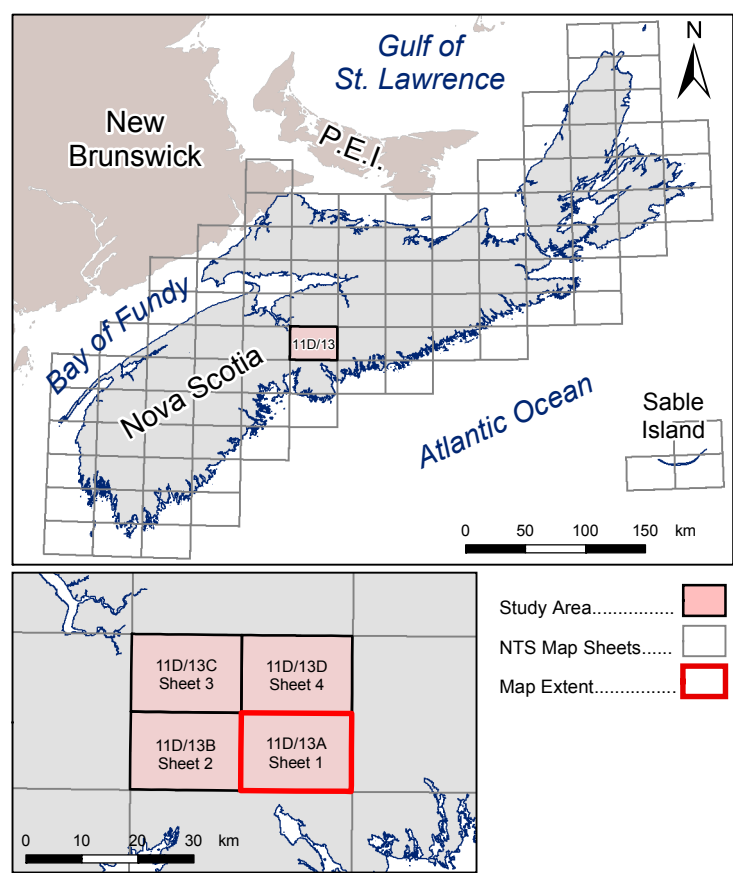 Gulf of
St. Lawrence
N
New
Brunswick
P.E.I.
Bay of Fundy
11D/13
Nova Scotia
Atlantic Ocean
Sable
Island
0 50 100 150 km
11D/13C
Sheet 3
11D/13D
Sheet 4
11D/13B
Sheet 2
11D/13A
Sheet 1
0 10 20 30 km
Study Area................
NTS Map Sheets......
Map Extent................